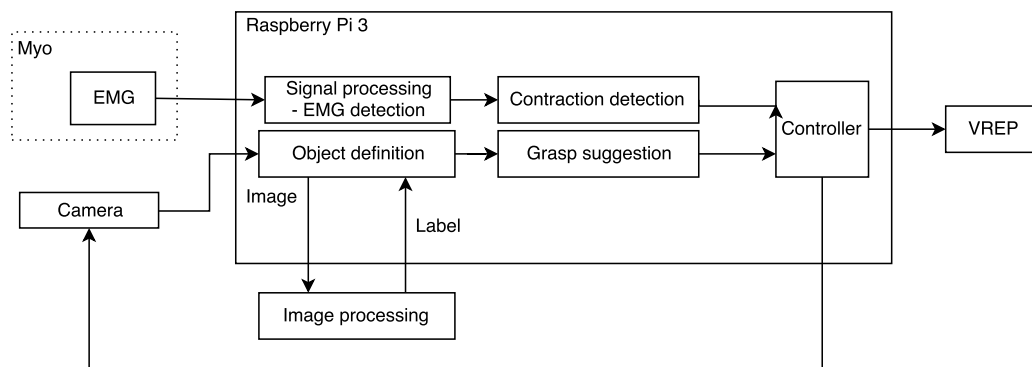 Raspberry Pi 3
Myo
EMG
Signal processing
- EMG detection
Contraction detection
Controller
VREP
Object definition
Grasp suggestion
Camera
Image
Label
Image processing